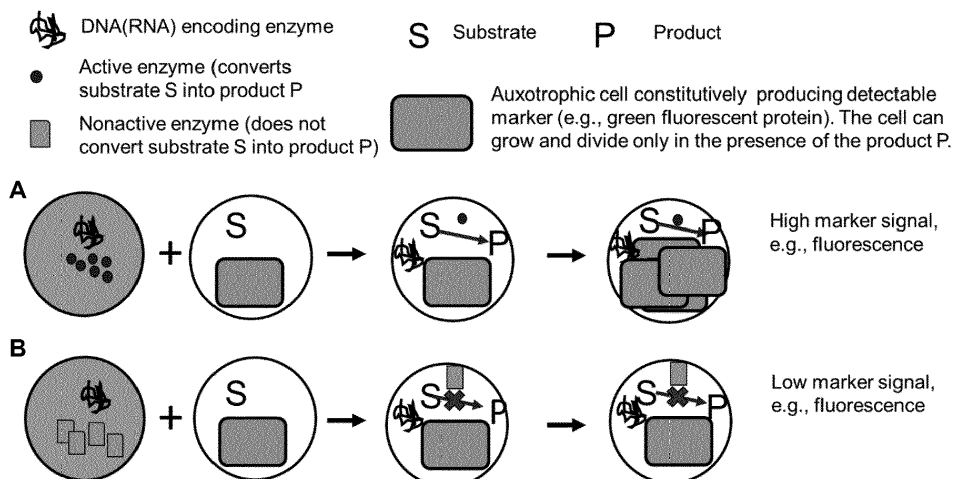 DNA(RNA) encoding enzyme
S Substrate
P Product
Active enzyme (converts
substrate S into product P
Nonactive enzyme (does not
convert substrate S into product P)
Auxotrophic cell constitutively producing detectable
marker (e.g., green fluorescent protein). The cell can
grow and divide only in the presence of the product P.
A
+
S
S
P
S
P
High marker signal,
e.g., fluorescence
B
+
S
S
P
S
P
Low marker signal,
e.g., fluorescence